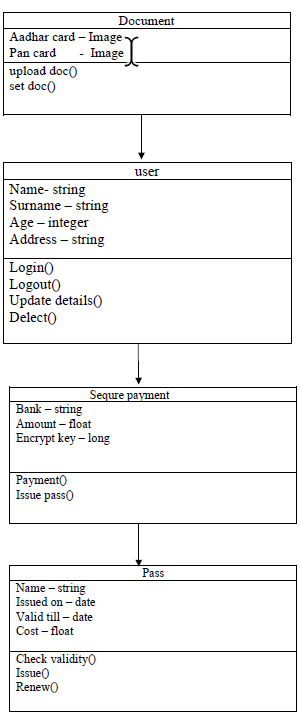 Document
Aadhar card – Image
Pan card - Image
upload doc()
set doc()
user
Name- string
Surname – string
Age – integer
Address – string
Login()
Logout()
Update details()
Delect()
Sequre payment
Bank – string
Amount – float
Encrypt key – long
Payment()
Issue pass()
Pass
Name – string
Issued on – date
Valid till – date
Cost – float
Check validity()
Issue()
Renew()